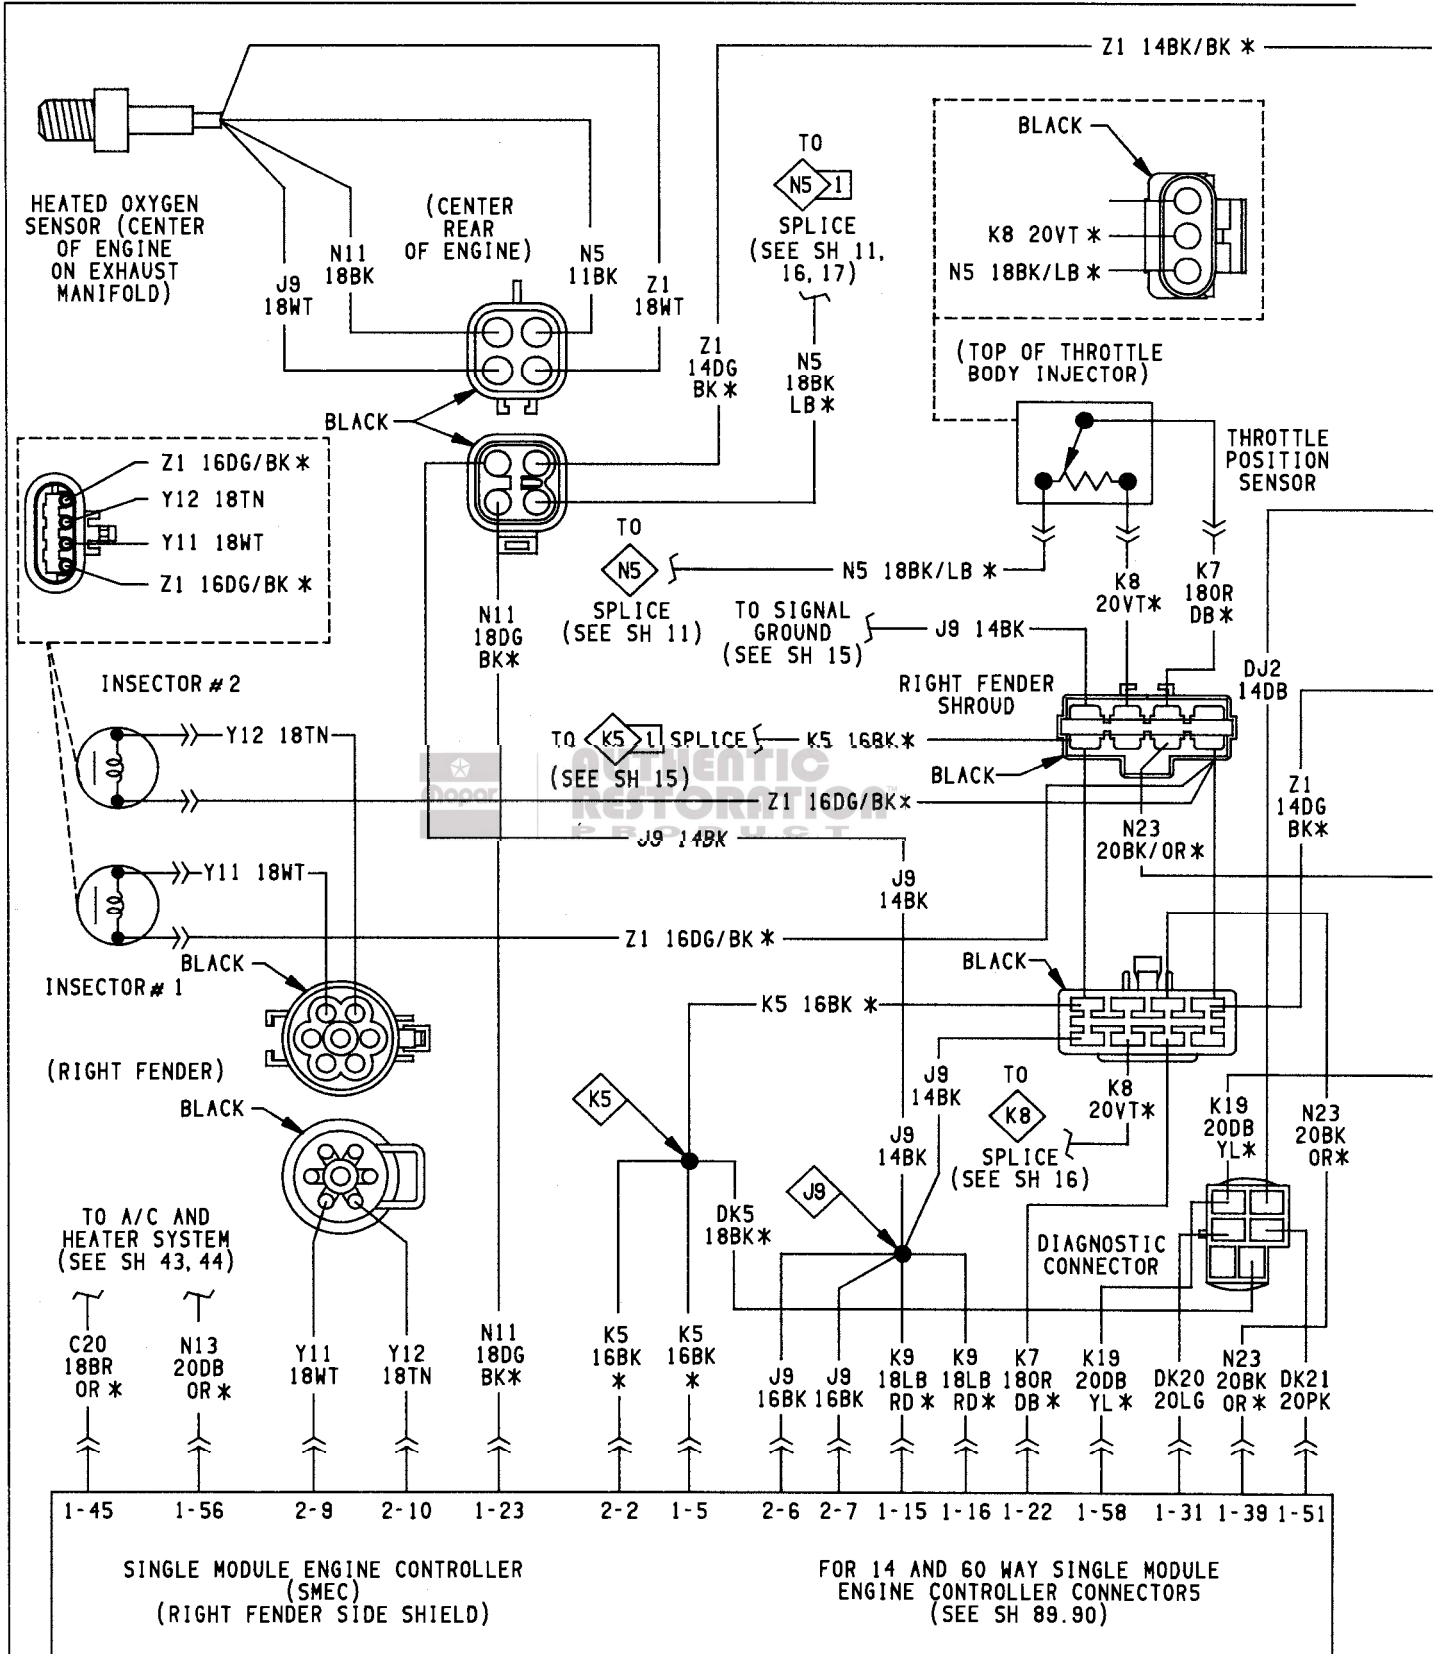 Z1 14BK/BK *
BLACK
TO
N5 1
SPLICE
(SEE SH 11,
16, 17)
K8 20VT *
N5 18BK/LB *
HEATED OXYGEN
SENSOR (CENTER
OF ENGINE
ON EXHAUST
MANIFOLD)
(CENTER
REAR
OF ENGINE)
J9
18WT
N11
18BK
N5
11BK
Z1
18WT
Z1
14DG
BK *
N5
18BK
LB *
(TOP OF THROTTLE
BODY INJECTOR)
BLACK
THROTTLE
POSITION
SENSOR
Z1 16DG/BK *
Y12 18TN
Y11 18WT
Z1 16DG/BK *
TO
N5
SPLICE
(SEE SH 11)
N5 18BK/LB *
K8
20VT*
K7
18OR
DB *
N11
18DG
BK*
TO SIGNAL
GROUND
(SEE SH 15)
J9 14BK
DJ2
14DB
INSECTOR #2
RIGHT FENDER
SHROUD
Y12 18TN
TO K5 1 SPLICE
(SEE SH 15)
K5 16BK *
BLACK
Mopar
AUTHENTIC
RESTORATION™
PRODUCT
Z1 16DG/BK*
Z1
14DG
BK*
N23
20BK/OR *
J9 14BK
Y11 18WT
J9
14BK
Z1 16DG/BK *
BLACK
INSECTOR # 1
BLACK
K5 16BK *
(RIGHT FENDER)
BLACK
K5
J9
14BK
TO
K8
SPLICE
(SEE SH 16)
K8
20VT*
K19
20DB
YL*
N23
20BK
OR*
J9
14BK
J9
DK5
18BK*
TO A/C AND
HEATER SYSTEM
(SEE SH 43, 44)
DIAGNOSTIC
CONNECTOR
C20
18BR
OR *
N13
20DB
OR *
Y11
18WT
Y12
18TN
N11
18DG
BK*
K5
16BK
*
K5
16BK
*
J9
16BK
J9
16BK
K9
18LB
RD *
K9
18LB
RD*
K7
18OR
DB *
K19
20DB
YL *
DK20
20LG
N23
20BK
OR *
DK21
20PK
1-45 1-56 2-9 2-10 1-23 2-2 1-5 2-6 2-7 1-15 1-16 1-22 1-58 1-31 1-39 1-51
SINGLE MODULE ENGINE CONTROLLER
(SMEC)
(RIGHT FENDER SIDE SHIELD)
FOR 14 AND 60 WAY SINGLE MODULE
ENGINE CONTROLLER CONNECTORS
(SEE SH 89.90)